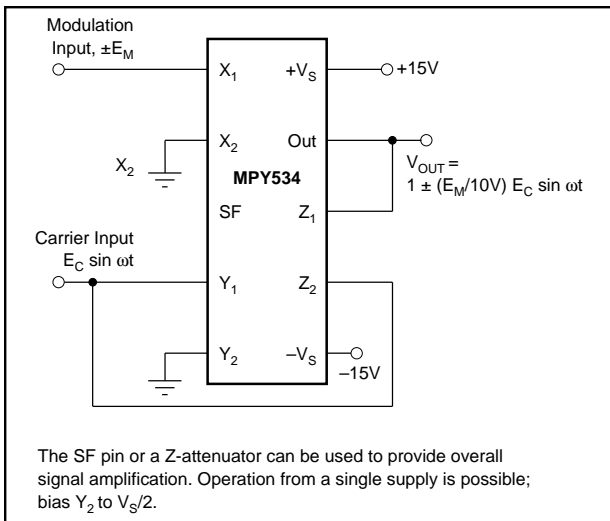 Modulation
Input, ±E_M
X_1
+V_S
+15V
X_2
X_2
Out
MPY534
V_OUT =
1 ± (E_M/10V) E_C sin ωt
SF
Z_1
Carrier Input
E_C sin ωt
Y_1
Z_2
Y_2
–V_S
–15V
The SF pin or a Z-attenuator can be used to provide overall
signal amplification. Operation from a single supply is possible;
bias Y_2 to V_S/2.